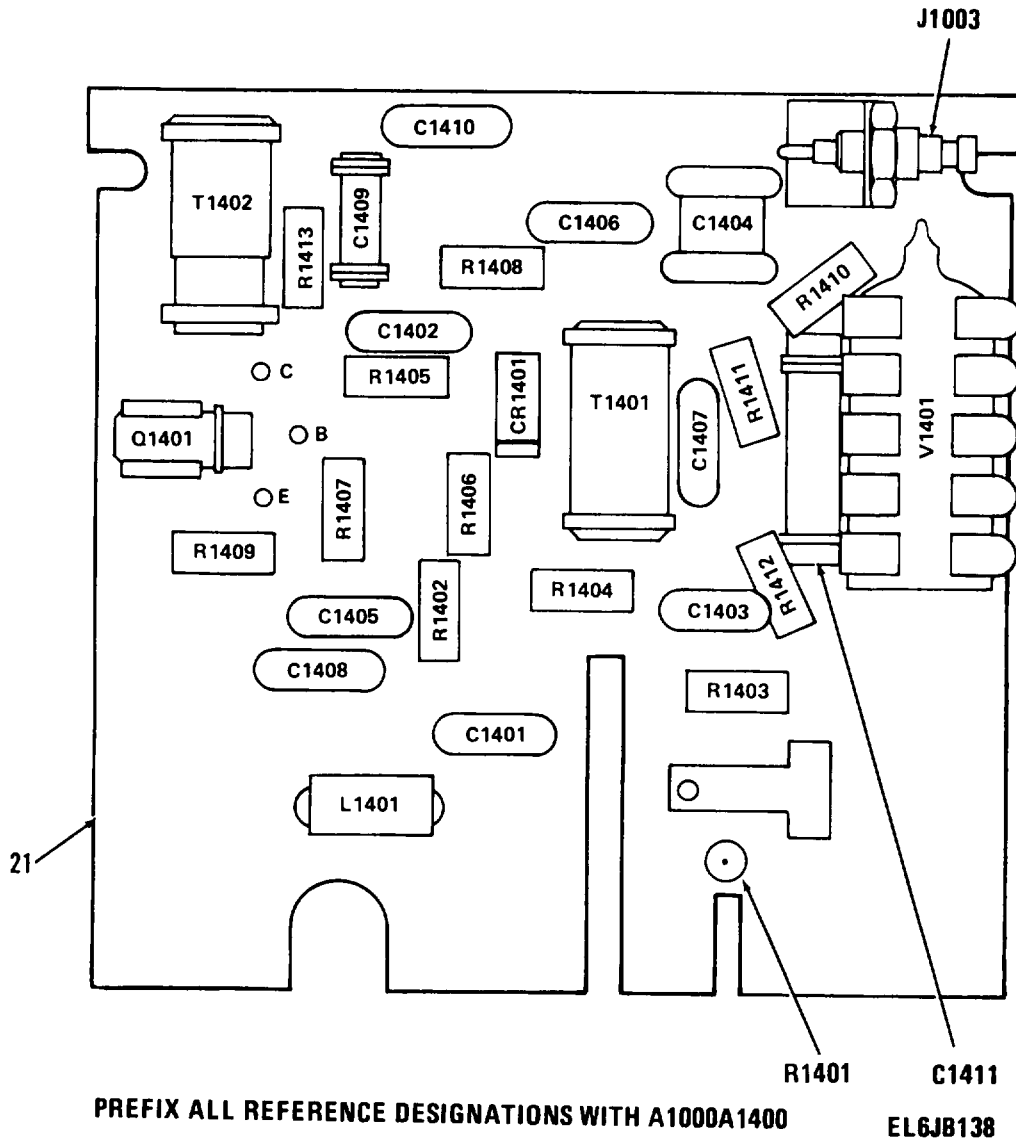 J1003
C1410
T1402
R1413
C1409
C1406
C1404
R1408
R1410
C1402
R1405
CR1401
T1401
C1407
R1411
V1401
C
Q1401
B
E
R1407
R1406
R1409
R1402
R1404
R1412
C1405
C1403
C1408
R1403
C1401
L1401
21
R1401
C1411
PREFIX ALL REFERENCE DESIGNATIONS WITH A1000A1400
EL6JB138